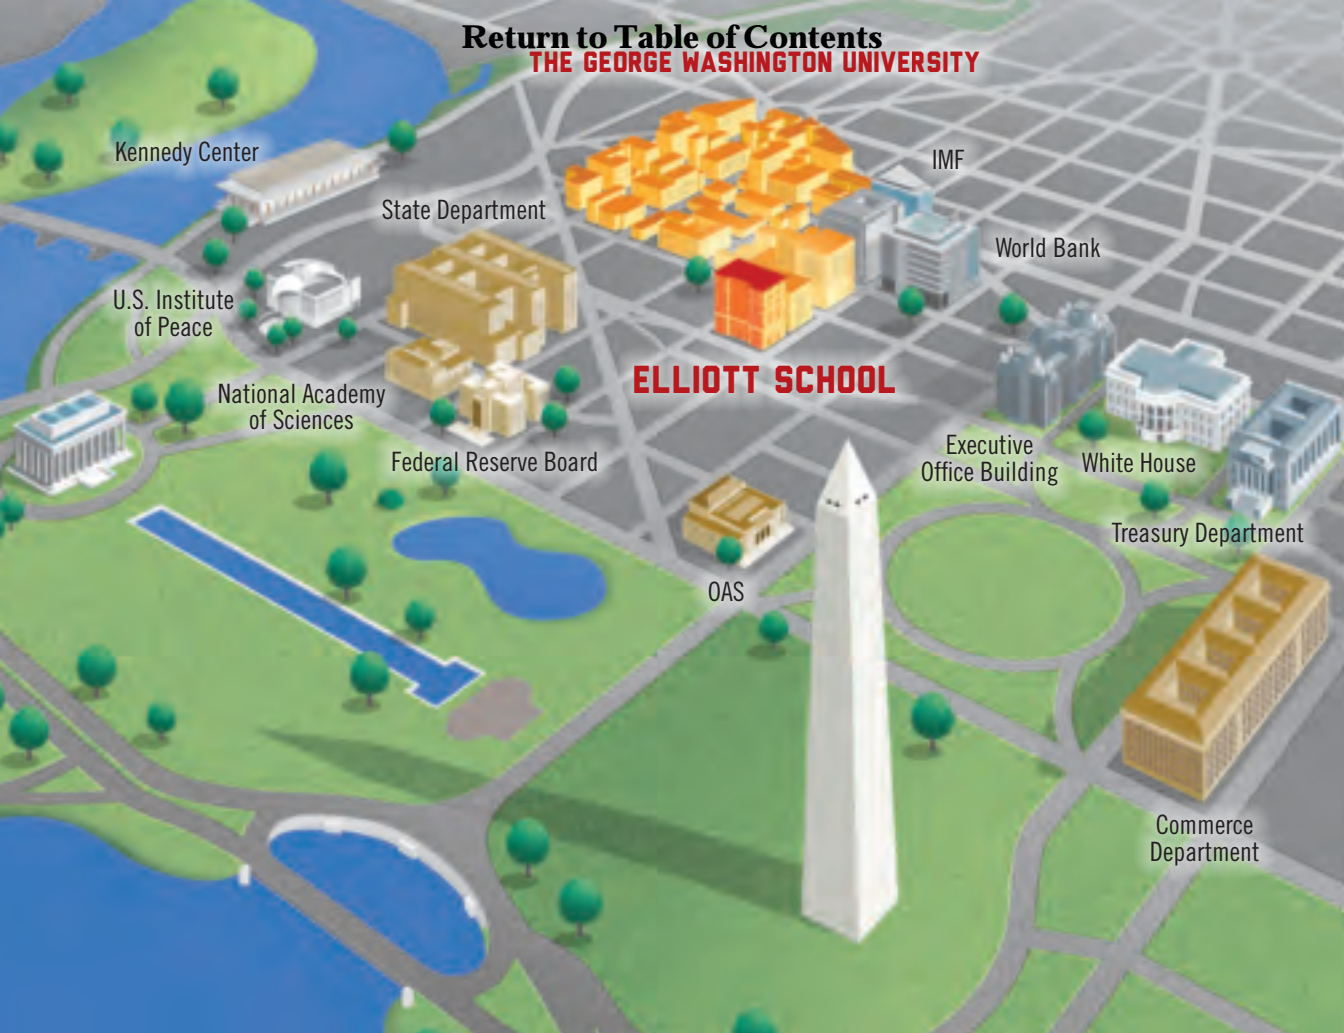 Return to Table of Contents
THE GEORGE WASHINGTON UNIVERSITY
Kennedy Center
IMF
State Department
World Bank
U.S. Institute
of Peace
ELLIOTT SCHOOL
National Academy
of Sciences
Executive
Office Building
White House
Federal Reserve Board
Treasury Department
OAS
Commerce
Department